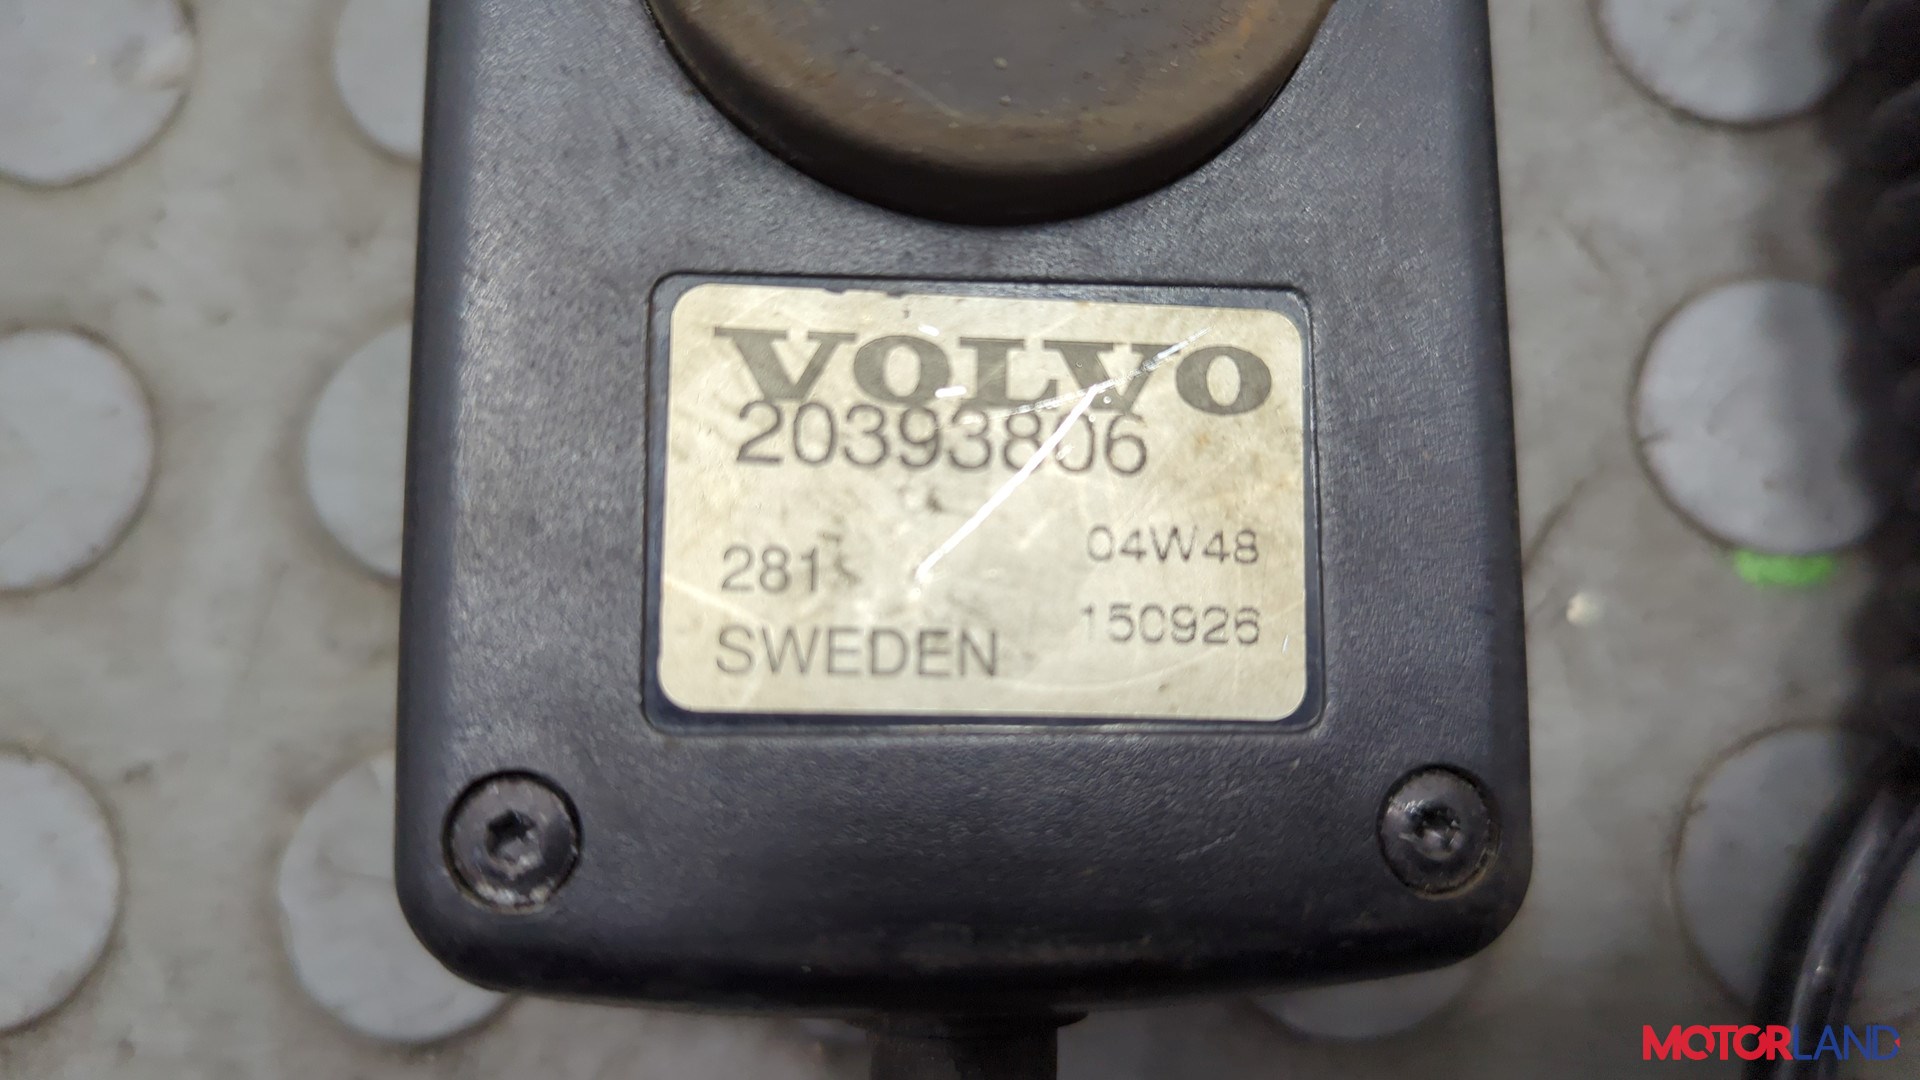 VOLVO
20393806
281
04W48
150926
SWEDEN
MOTORLAND